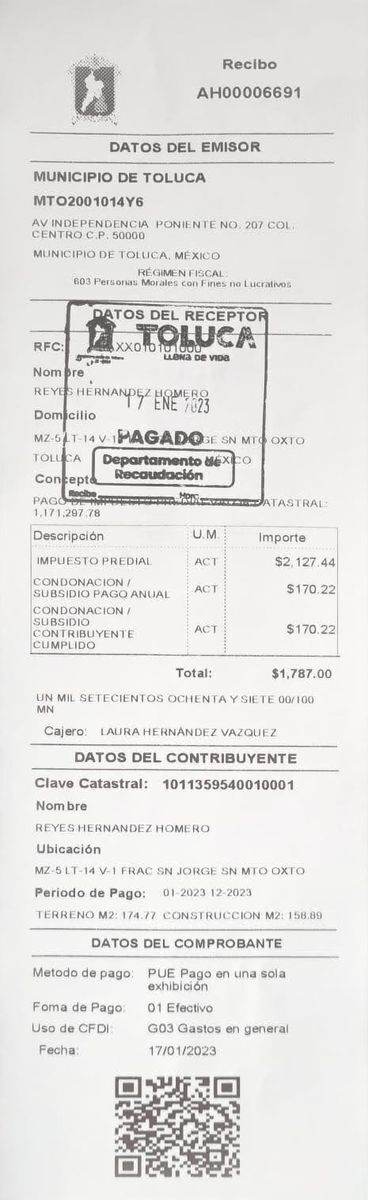 Recibo
AH00006691
DATOS DEL EMISOR
MUNICIPIO DE TOLUCA
MTO2001014Y6
AV INDEPENDENCIA PONIENTE NO. 207 COL.
CENTRO C.P. 50000
MUNICIPIO DE TOLUCA, MÉXICO
RÉGIMEN FISCAL:
603 Personas Morales con Fines no Lucrativos
DATOS DEL RECEPTOR
TOLUCA
LLENA DE VIDA
RFC: XX010101000
Nombre
REYES HERNANDEZ HOMERO
17 ENE 2023
Domicilio
MZ-5 LT-14 V-1 SN MTO OXTO
PAGADO
TOLUCA MÉXICO
Departamento de
Recaudación
Concepto
Recibo
PAGO DE CATASTRAL:
1,171,297.78
Descripción U.M. Importe
IMPUESTO PREDIAL ACT $2,127.44
CONDONACION /
SUBSIDIO PAGO ANUAL ACT $170.22
CONDONACION /
SUBSIDIO
CONTRIBUYENTE ACT $170.22
CUMPLIDO
Total: $1,787.00
UN MIL SETECIENTOS OCHENTA Y SIETE 00/100
MN
Cajero: LAURA HERNÁNDEZ VAZQUEZ
DATOS DEL CONTRIBUYENTE
Clave Catastral: 1011359540010001
Nombre
REYES HERNANDEZ HOMERO
Ubicación
MZ-5 LT-14 V-1 FRAC SN JORGE SN MTO OXTO
Periodo de Pago: 01-2023 12-2023
TERRENO M2: 174.77 CONSTRUCCION M2: 158.89
DATOS DEL COMPROBANTE
Metodo de pago: PUE Pago en una sola
exhibición
Foma de Pago: 01 Efectivo
Uso de CFDI: G03 Gastos en general
Fecha: 17/01/2023